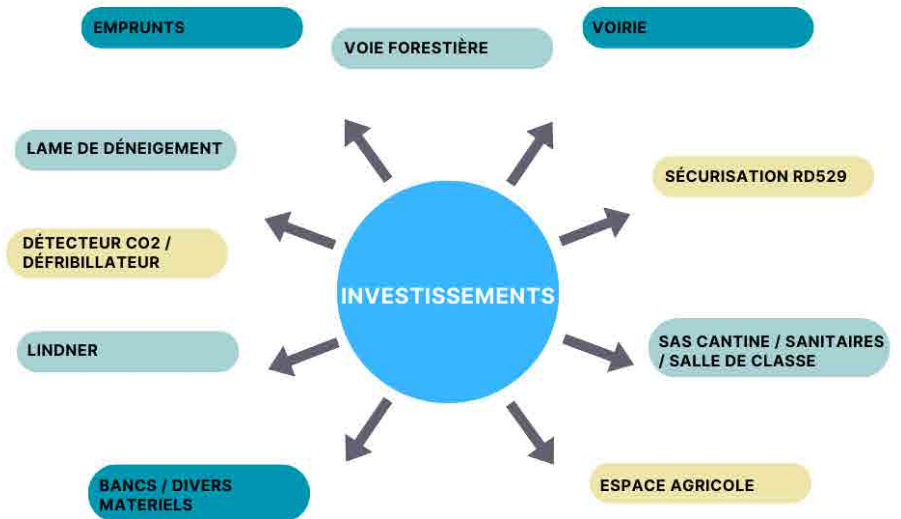 EMPRUNTS
VOIE FORESTIÈRE
VOIRIE
LAME DE DÉNEIGEMENT
SÉCURISATION RD529
DÉTECTEUR CO2 /
DÉFRIBILLATEUR
INVESTISSEMENTS
LINDNER
SAS CANTINE / SANITAIRES
/ SALLE DE CLASSE
BANCS / DIVERS
MATERIELS
ESPACE AGRICOLE